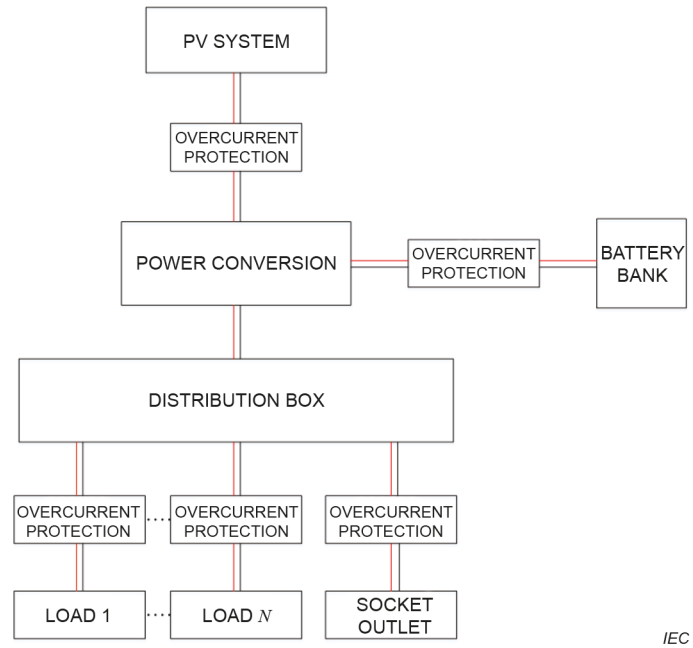 PV SYSTEM
OVERCURRENT
PROTECTION
POWER CONVERSION
OVERCURRENT
PROTECTION
BATTERY
BANK
DISTRIBUTION BOX
OVERCURRENT
PROTECTION
OVERCURRENT
PROTECTION
OVERCURRENT
PROTECTION
LOAD 1
LOAD N
SOCKET
OUTLET
IEC